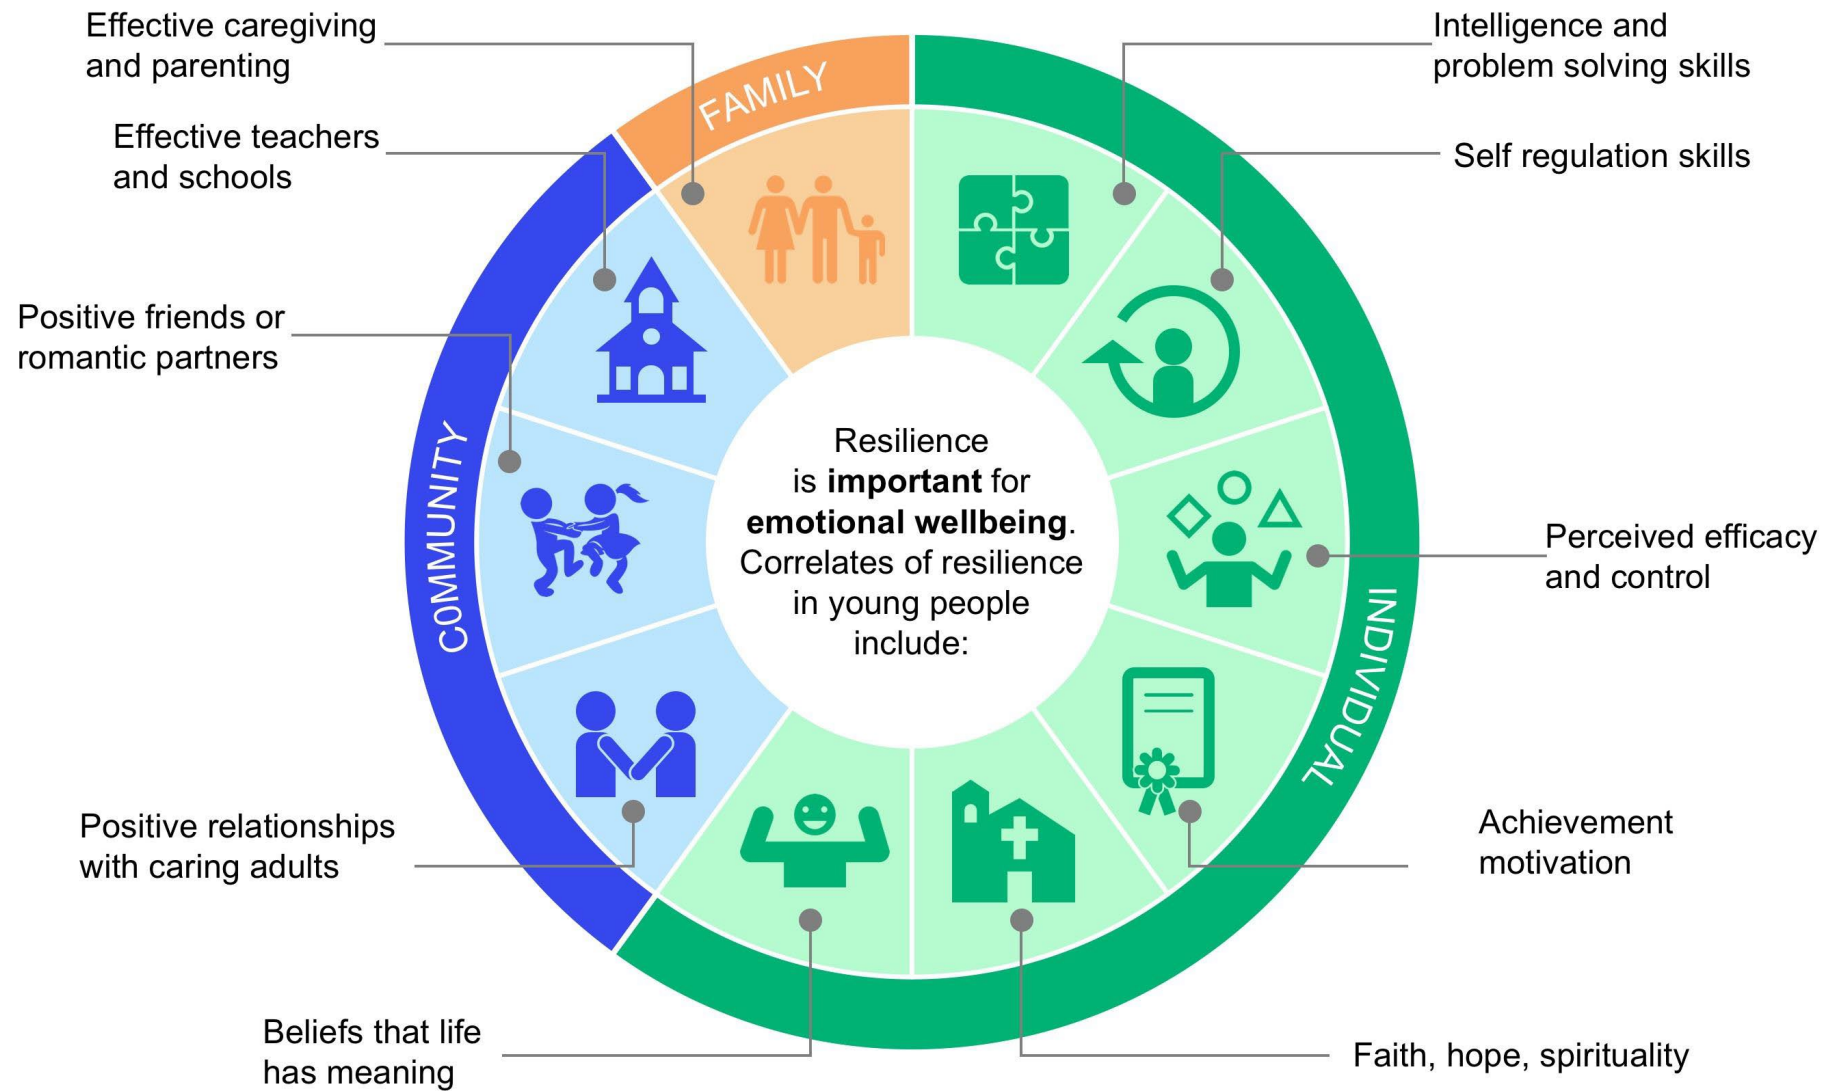 Effective caregiving
and parenting
Effective teachers
and schools
Positive friends or
romantic partners
Positive relationships
with caring adults
Beliefs that life
has meaning
FAMILY
COMMUNITY
Resilience
is important for
emotional wellbeing.
Correlates of resilience
in young people
include:
INDIVIDUAL
Intelligence and
problem solving skills
Self regulation skills
Perceived efficacy
and control
Achievement
motivation
Faith, hope, spirituality